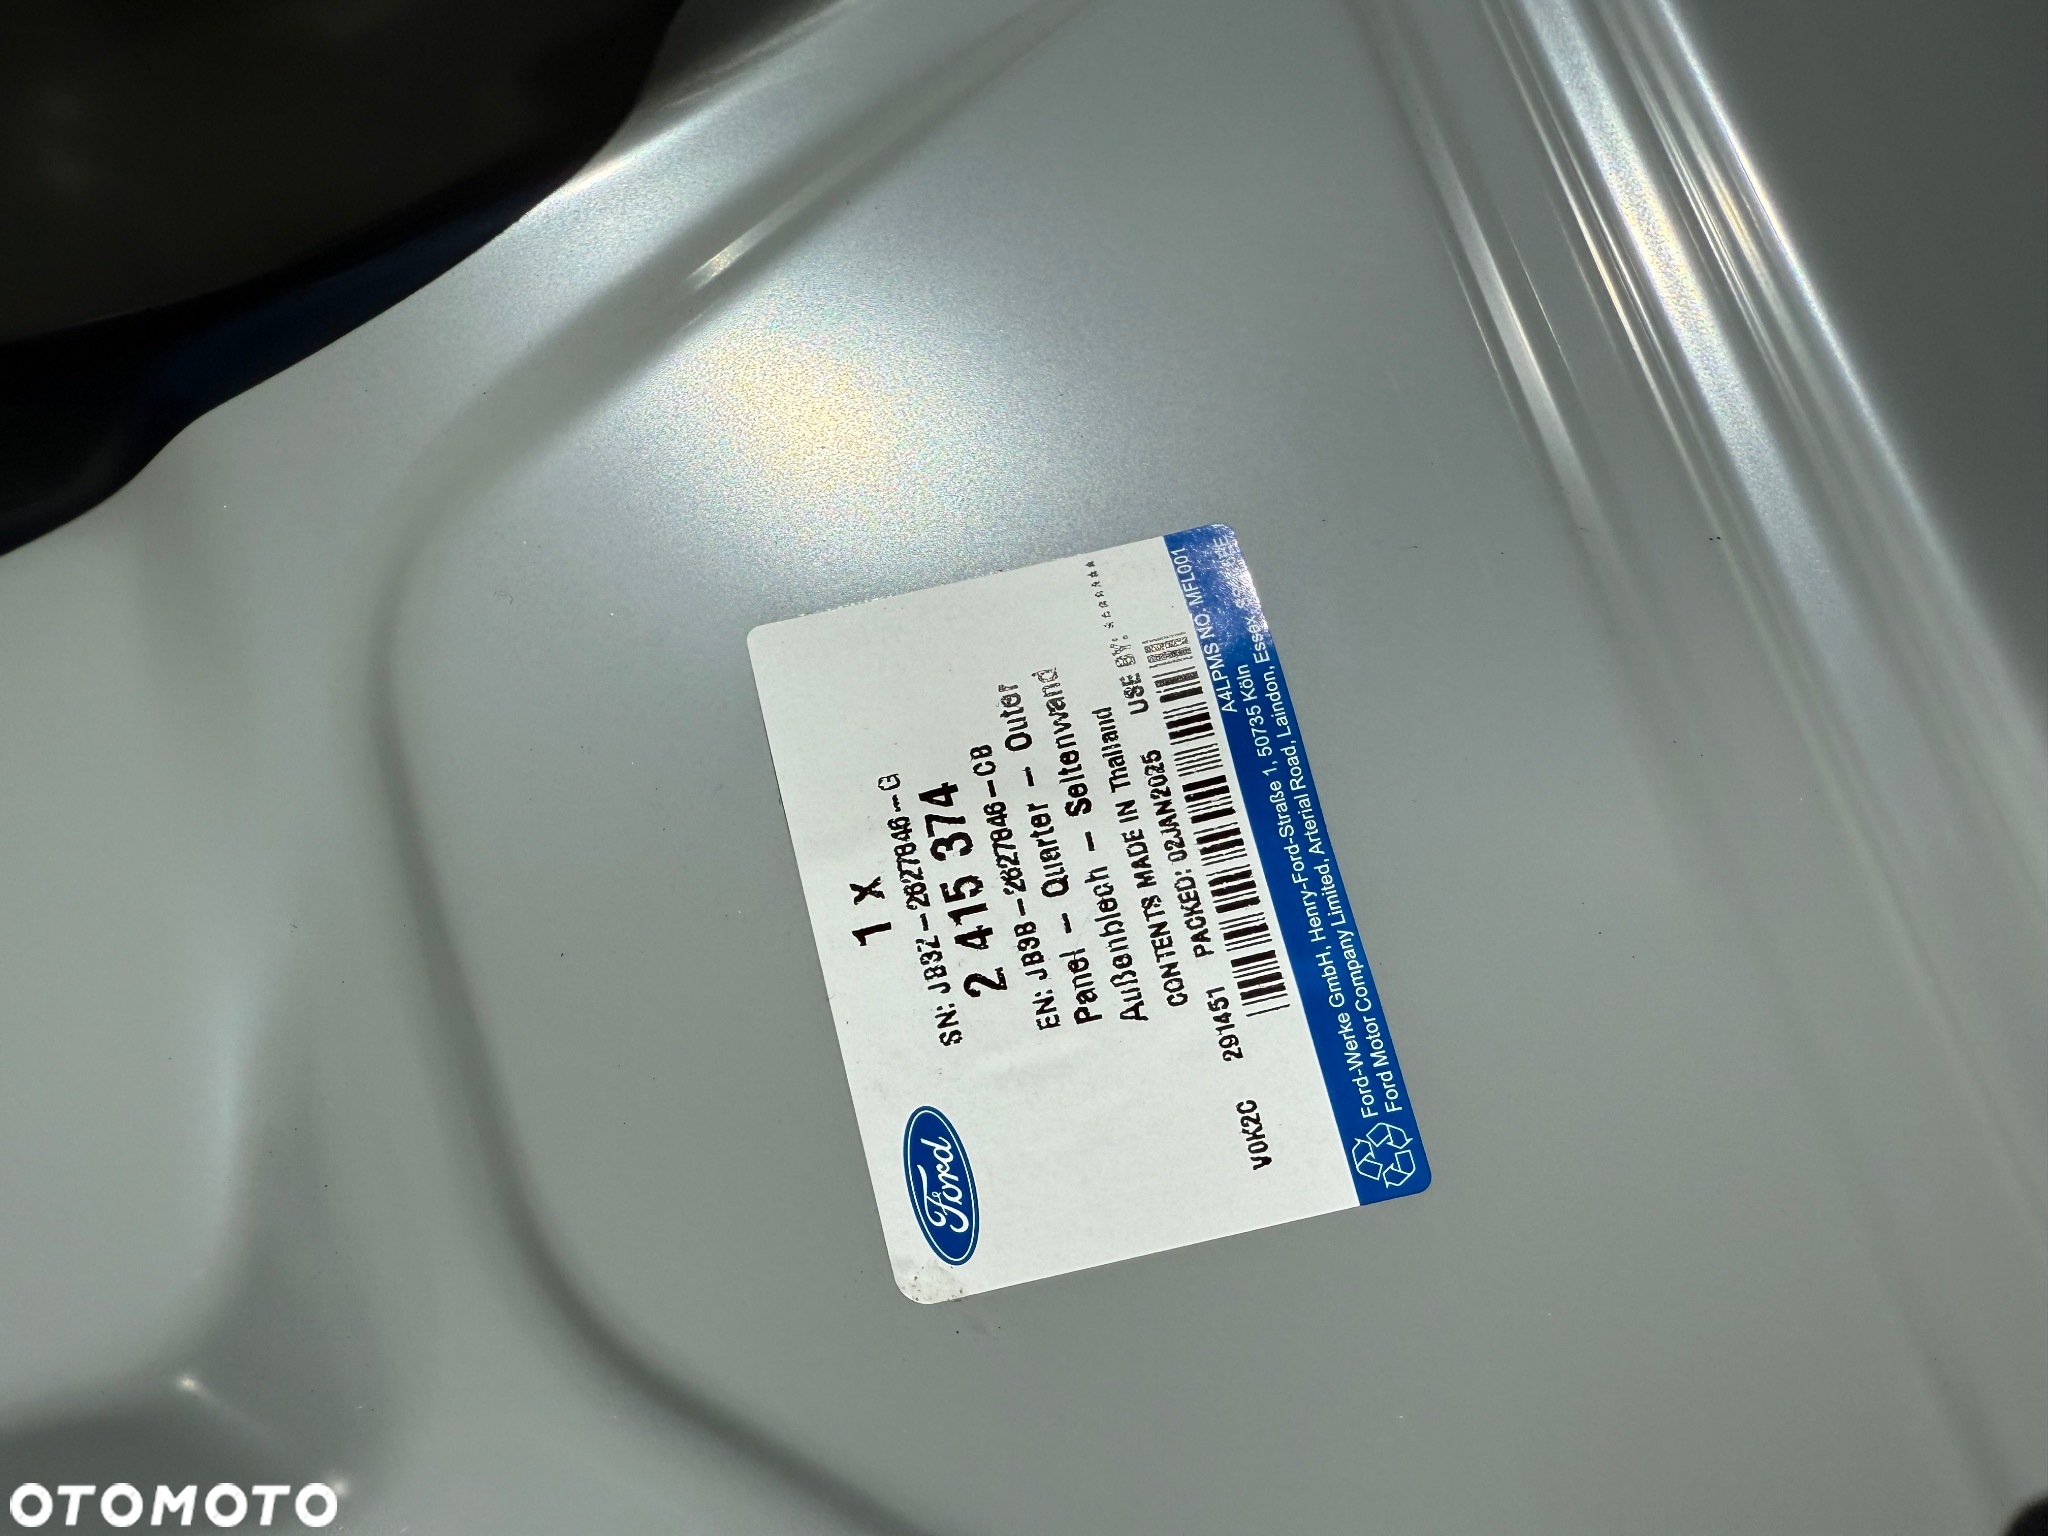 1 X
SN: JB3Z-2627846-G
2 415 374
EN: JB3B-2627846-CB
Panel - Quarter - Outer
Außenblech - Seitenwand
CONTENTS MADE IN Thailand
291451 PACKED: 02JAN2025 USE BY: ********
V0K2C
Ford
A4LPMS NO. MFL001
Ford-Werke GmbH, Henry-Ford-Straße 1, 50735 Köln
Ford Motor Company Limited, Arterial Road, Laindon, Essex
OTOMOTO